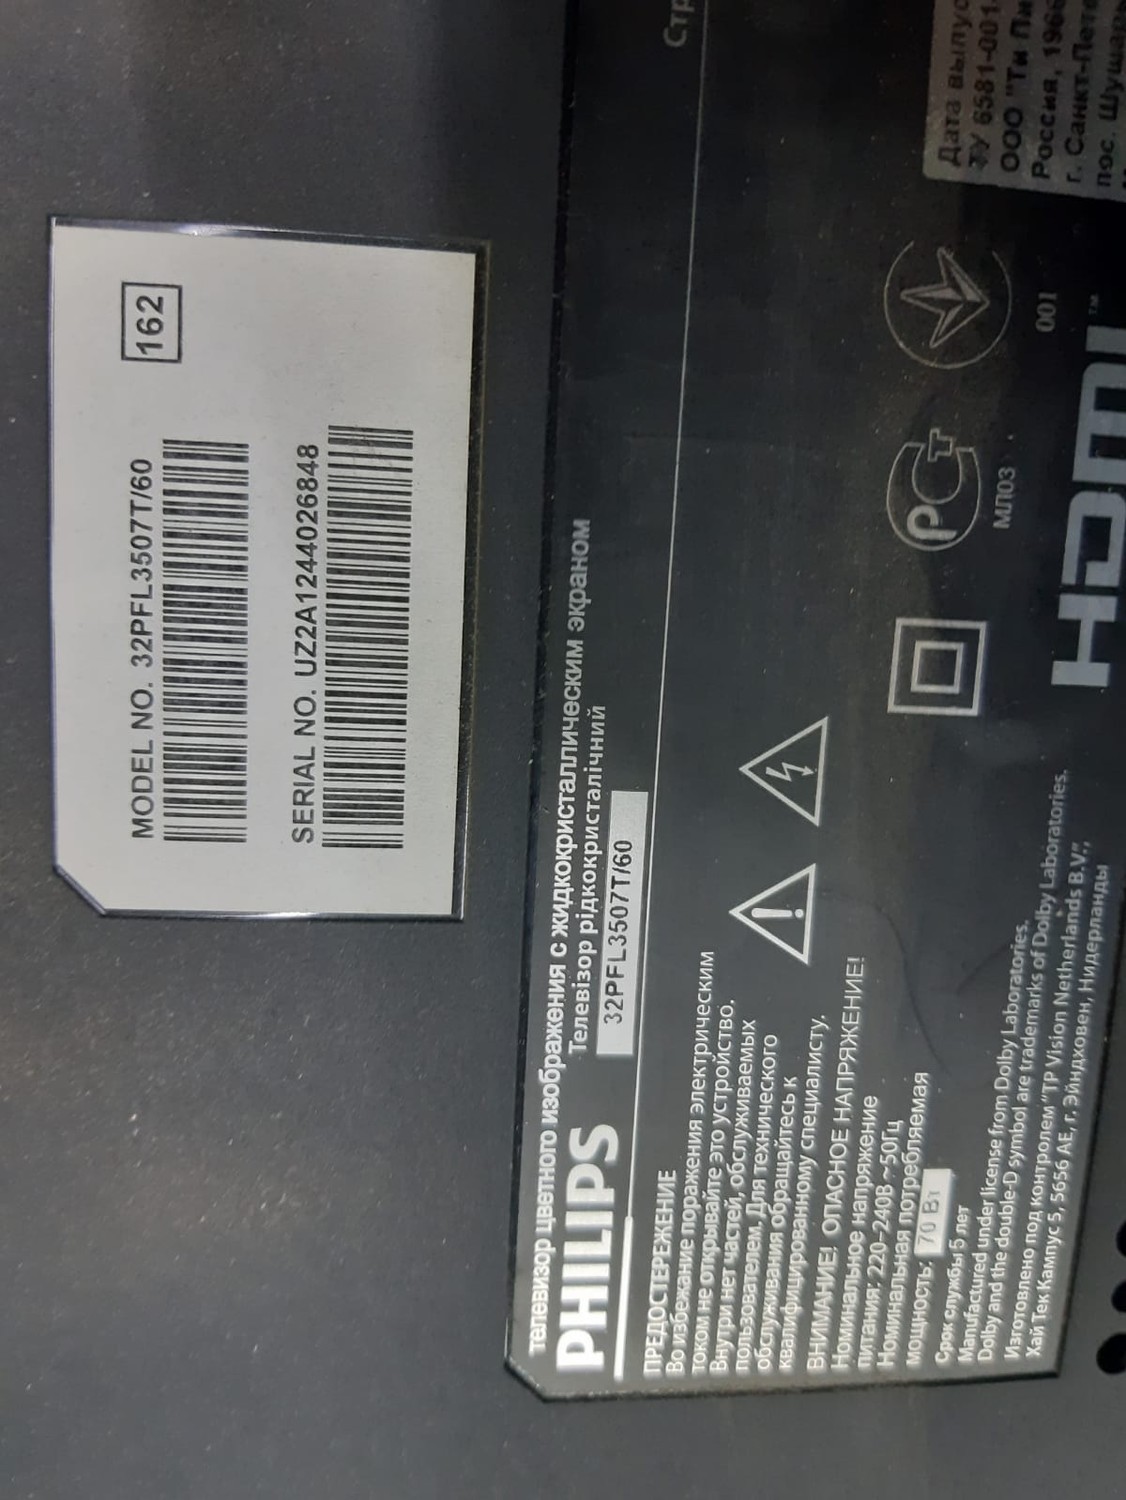 MODEL NO. 32PFL3507T/60
162
SERIAL NO. UZ2A1244026848
телевизор цветного изображения с жидкокристаллическим экраном
PHILIPS
Телевізор рідкокристалічний
32PFL3507T/60
Стр
ПРЕДОСТЕРЕЖЕНИЕ
Во избежание поражения электрическим
током не открывайте это устройство.
Внутри нет частей, обслуживаемых
пользователем. Для технического
обслуживания обращайтесь к
квалифицированному специалисту.
ВНИМАНИЕ! ОПАСНОЕ НАПРЯЖЕНИЕ!
Номинальное напряжение
питания: 220-240В ~50Гц
Номинальная потребляемая
мощность: 70 Вт
Срок службы 5 лет
Manufactured under license from Dolby Laboratories.
Dolby and the double-D symbol are trademarks of Dolby Laboratories.
Изготовлено под контролем "TP Vision Netherlands B.V.",
Хай Тек Кампус 5, 5656 AE, г. Эйндховен, Нидерланды
РСт
МЛ03
001
HDMI™
Дата выпус
ТУ 6581-001
ООО "Ти Пи
Россия, 196
г. Санкт-Пете
пос. Шушар